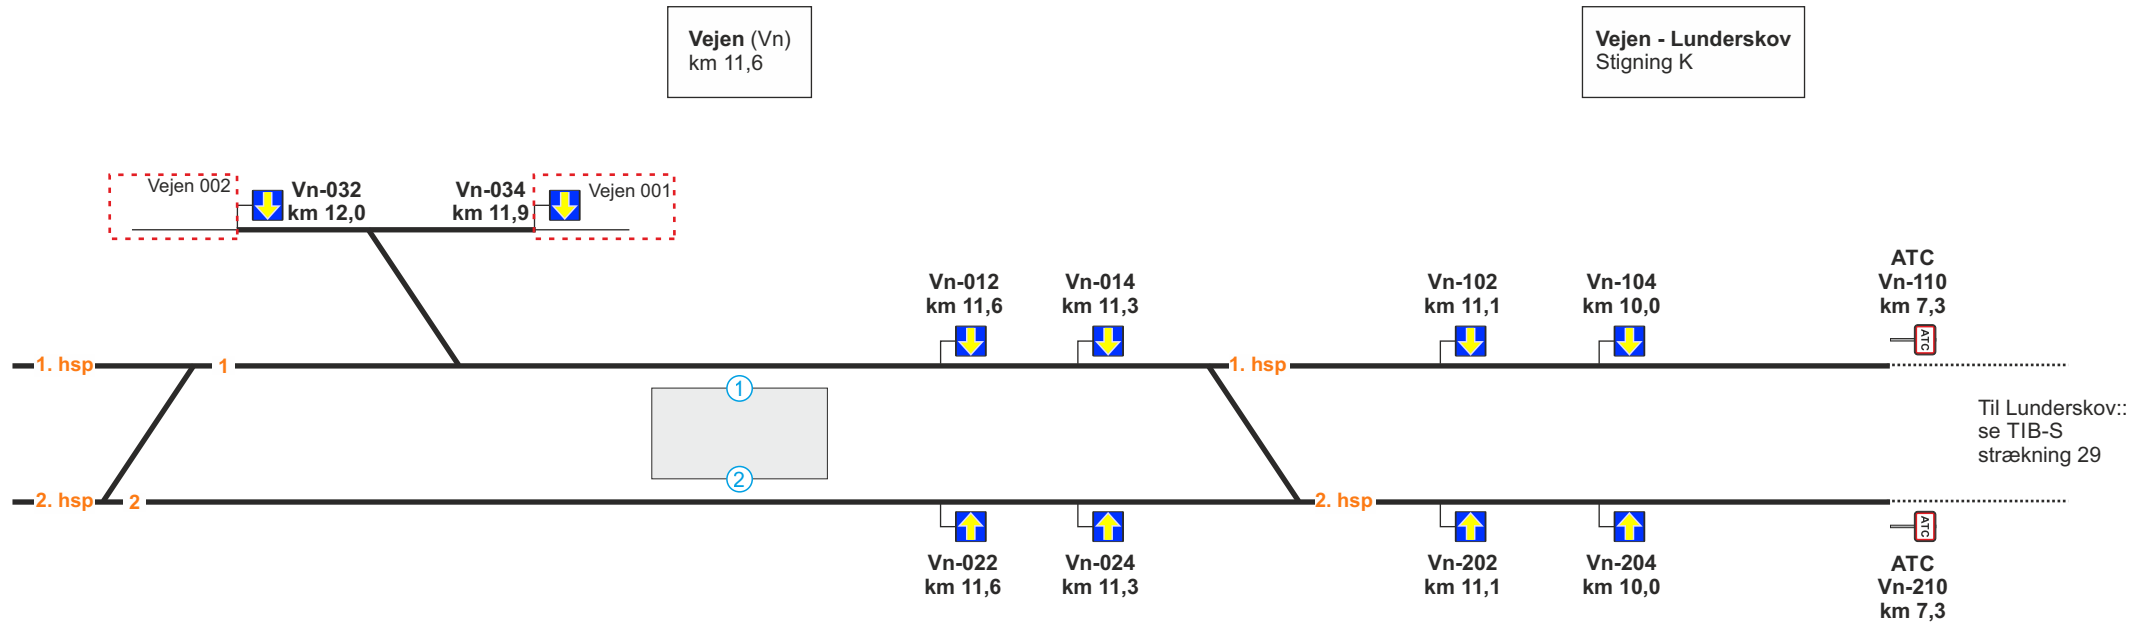 Vejen (Vn)
km 11,6
Vejen - Lunderskov
Stigning K
Vejen 002
Vn-032
km 12,0
Vn-034
km 11,9
Vejen 001
Vn-012
km 11,6
Vn-014
km 11,3
Vn-102
km 11,1
Vn-104
km 10,0
ATC
Vn-110
km 7,3
ATC
1. hsp
1
1. hsp
1
2
Til Lunderskov::
se TIB-S
strækning 29
2. hsp
2
2. hsp
ATC
Vn-022
km 11,6
Vn-024
km 11,3
Vn-202
km 11,1
Vn-204
km 10,0
ATC
Vn-210
km 7,3